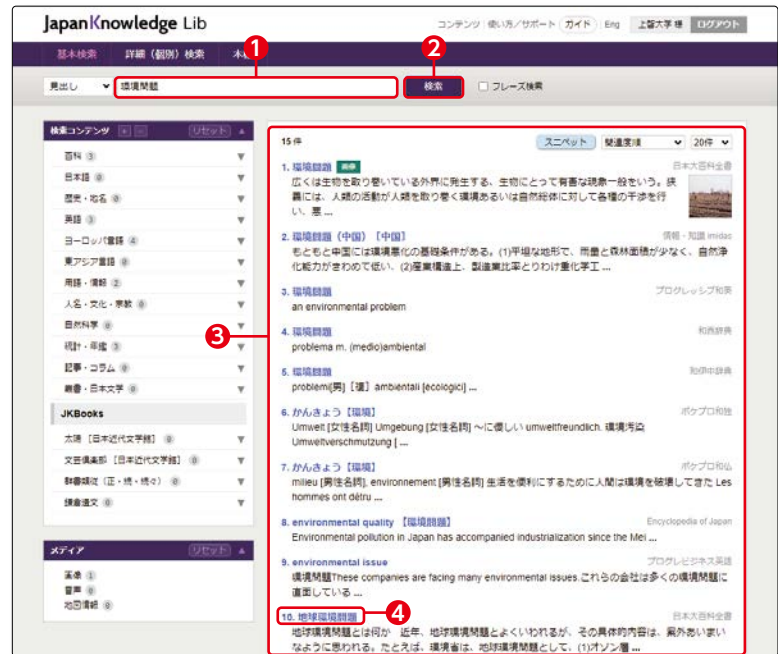 JapanKnowledge Lib
コンテンツ 使い方/サポート ガイド Eng 上智大学 様 ログアウト
基本検索 詳細(個別)検索 本
1
2
見出し 環境問題 検索 フレーズ検索
検索コンテンツ + - リセット
百科 3
日本語 0
歴史・地名 0
英語 3
ヨーロッパ言語 4
東アジア言語 0
用語・情報 2
人名・文化・宗教 0
自然科学 0
統計・年鑑 3
記事・コラム 0
叢書・日本文学 0
JKBooks
太陽 [日本近代文学館] 0
文芸倶楽部 [日本近代文学館] 0
群書類従(正・続・続々) 0
鎌倉遺文 0
メディア リセット
画像 1
音声 0
地図情報 0
3
15 件 スニペット 関連度順 20件
1. 環境問題 画像 日本大百科全書
広くは生物を取り巻いている外界に発生する、生物にとって有害な現象一般をいう。狭
義には、人類の活動が人類を取り巻く環境あるいは自然総体に対して各種の干渉を行
い、悪 ...
2. 環境問題(中国)[中国] 情報・知識 imidas
もともと中国には環境悪化の基礎条件がある。(1)平坦な地形で、雨量と森林面積が少なく、自然浄
化能力がきわめて低い、(2)産業構造上、製造業比率とりわけ重化学工 ...
3. 環境問題 プログレッシブ和英
an environmental problem
4. 環境問題 和西辞典
problema m. (medio)ambiental
5. 環境問題 和伊中辞典
problemi[男][複] ambientali [ecologici] ...
6. かんきょう【環境】 ポケプロ和独
Umwelt [女性名詞] Umgebung [女性名詞] ～に優しい umweltfreundlich. 環境汚染
Umweltverschmutzung [ ...
7. かんきょう【環境】 ポケプロ和仏
milieu [男性名詞], environnement [男性名詞] 生活を便利にするために人間は環境を破壊してきた Les
hommes ont détru ...
8. environmental quality 【環境問題】 Encyclopedia of Japan
Environmental pollution in Japan has accompanied industrialization since the Mei ...
9. environmental issue プログレビジネス英語
環境問題These companies are facing many environmental issues.これらの会社は多くの環境問題に
直面している ...
10. 地球環境問題 4 日本大百科全書
地球環境問題とは何か 近年、地球環境問題とよくいわれるが、その具体的内容は、案外あいまい
なように思われる。たとえば、環境省は、地球環境問題として、(1)オゾン層 ...